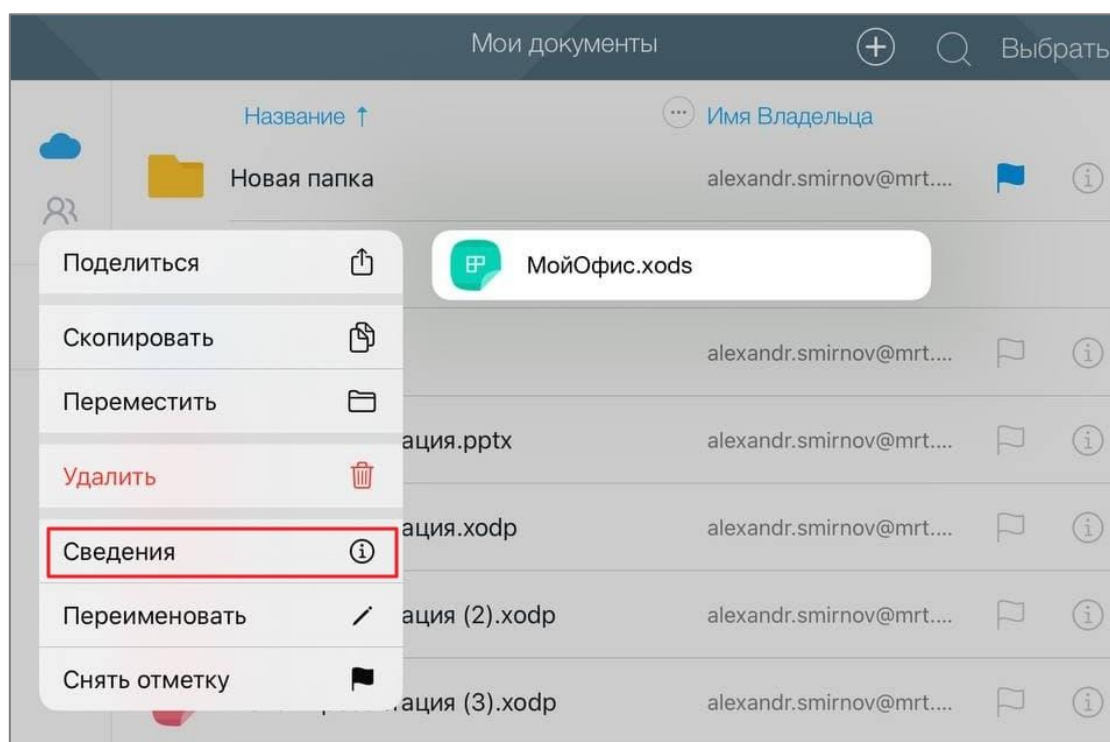 Мои документы
Выбрать
Название ↑
Имя Владельца
Новая папка
alexandr.smirnov@mrt....
Поделиться
МойОфис.xods
Скопировать
alexandr.smirnov@mrt....
Переместить
ация.pptx
alexandr.smirnov@mrt....
Удалить
ация.xodp
alexandr.smirnov@mrt....
Сведения
Переименовать
ация (2).xodp
alexandr.smirnov@mrt....
Снять отметку
ация (3).xodp
alexandr.smirnov@mrt....